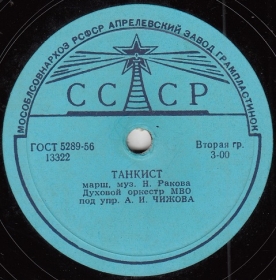 МОСОБЛСОВНАРХОЗ РСФСР АПРЕЛЕВСКИЙ ЗАВОД ГРАМПЛАСТИНОК
СССР
ГОСТ 5289-56
13322
Вторая гр.
3-00
ТАНКИСТ
марш, муз. Н. Ракова
Духовой оркестр МВО
под упр. А. И. ЧИЖОВА